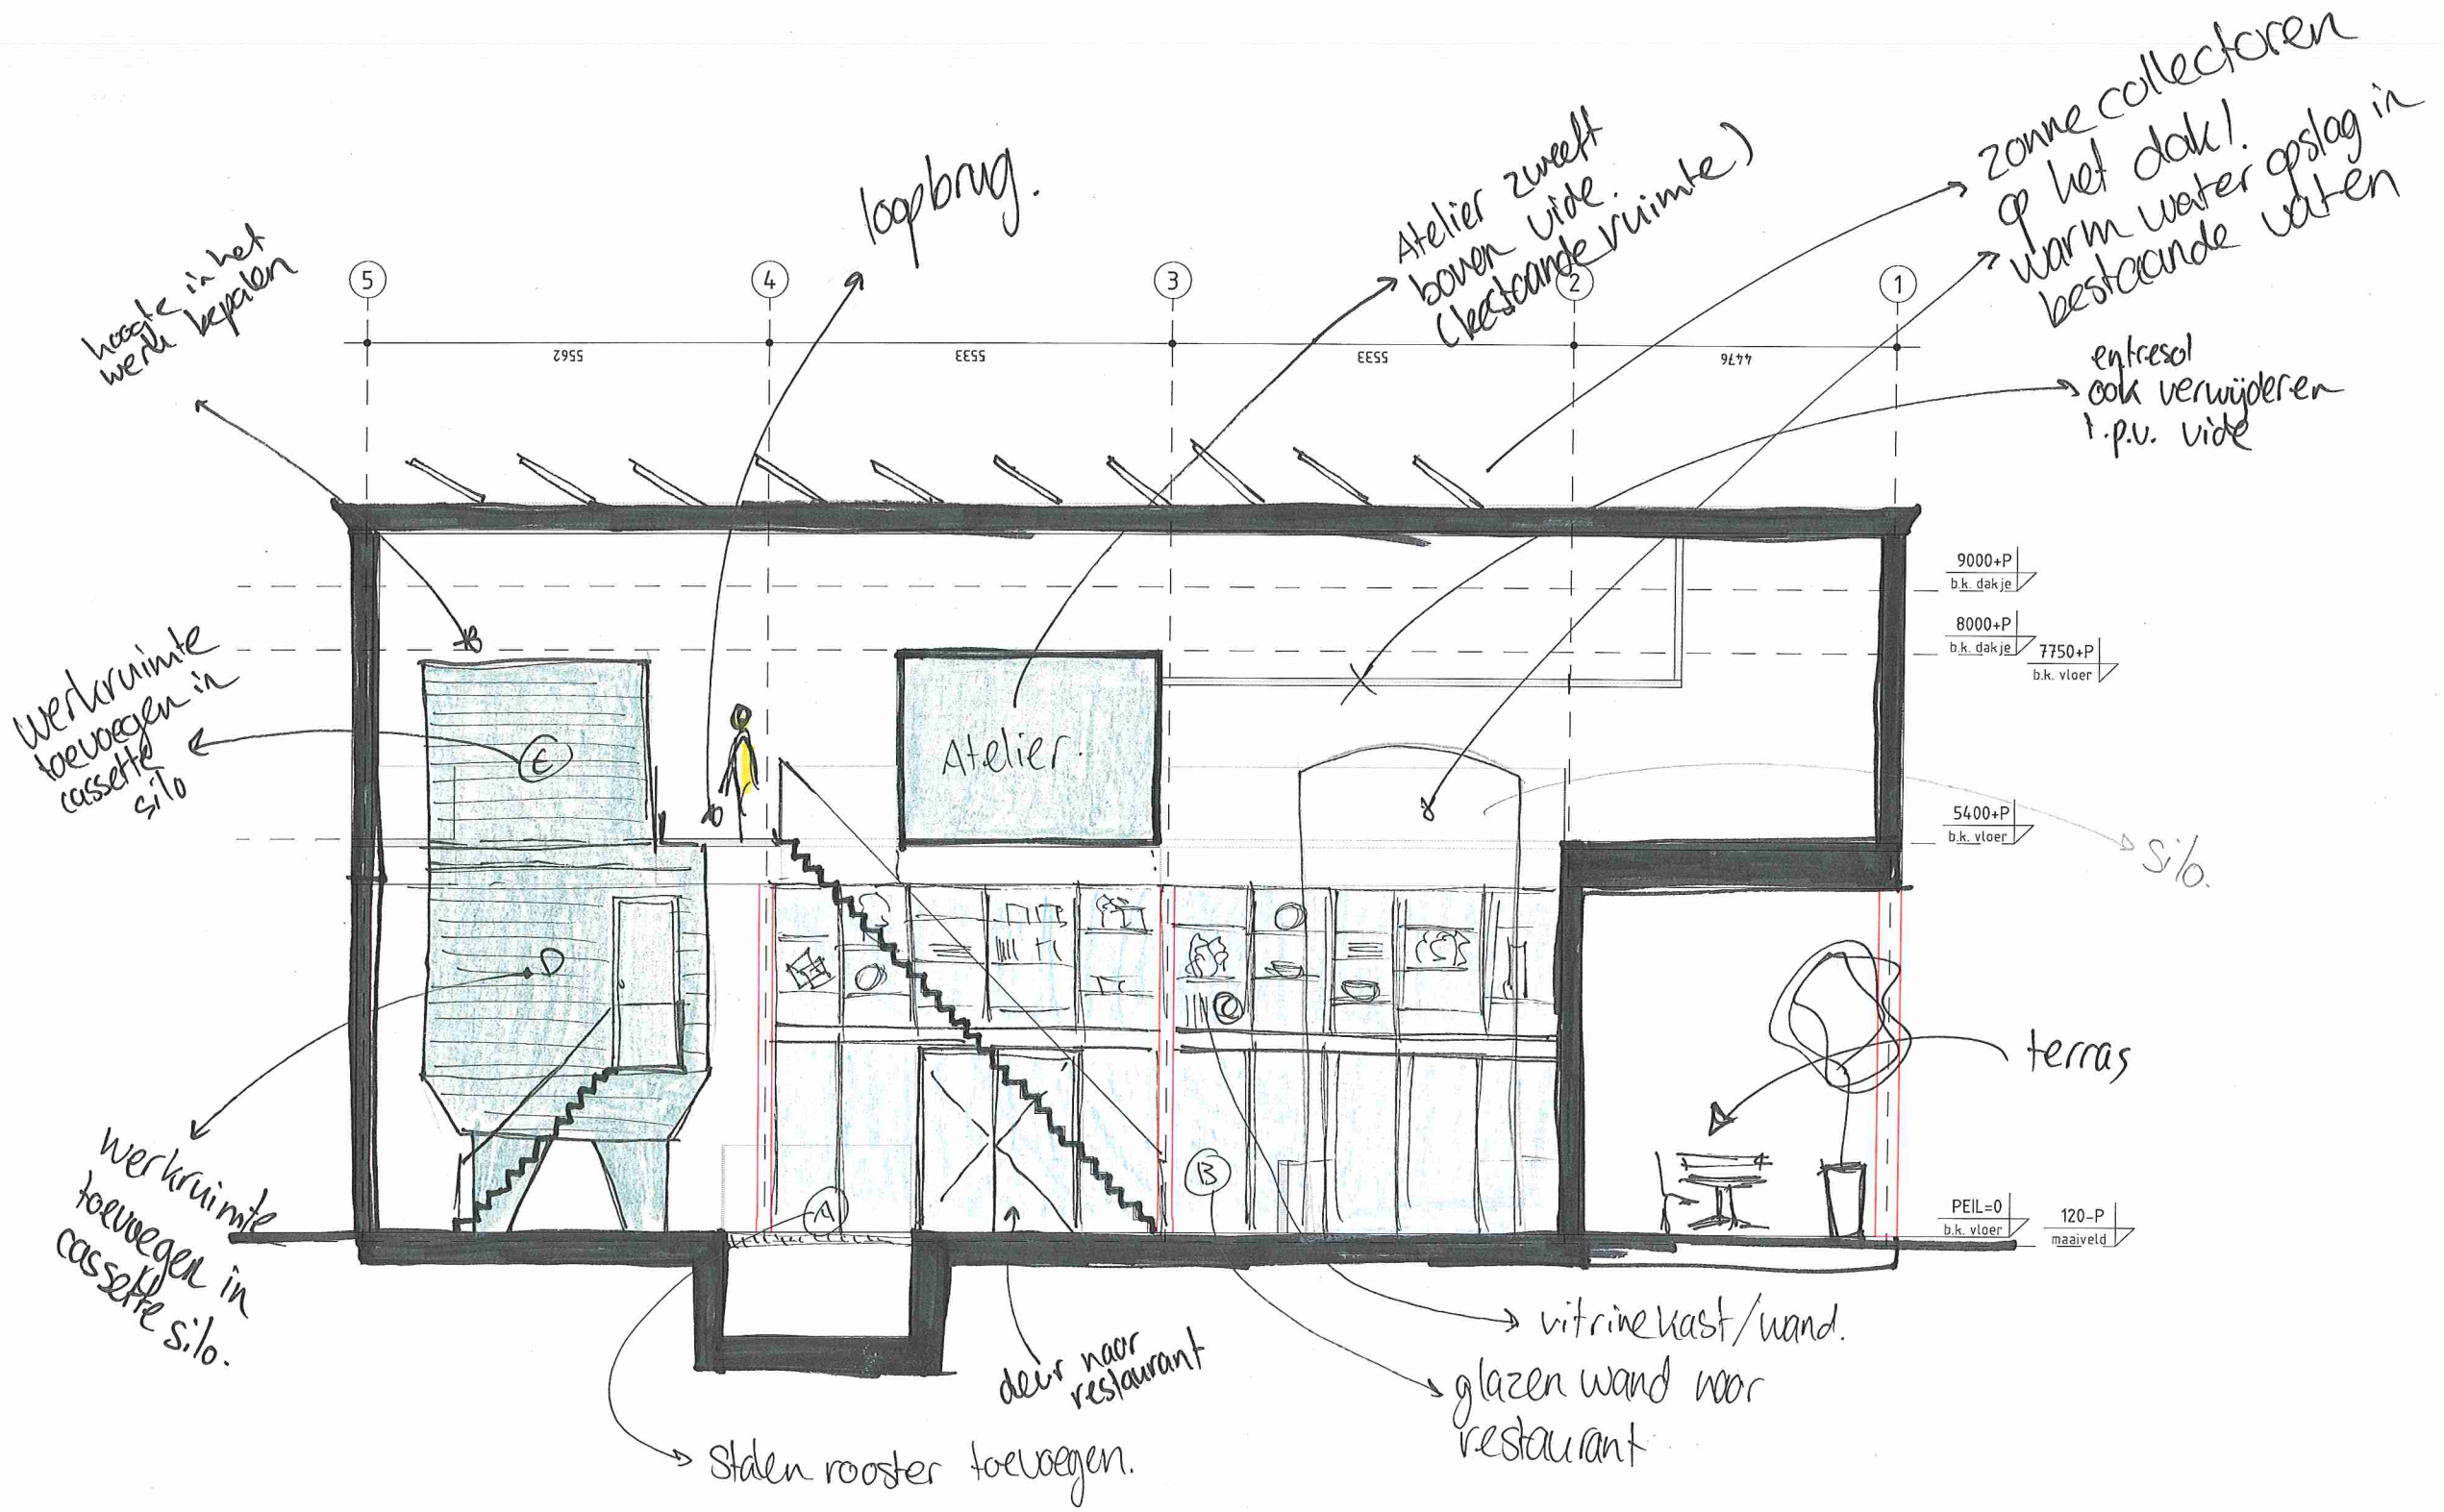 zonne collectoren
op het dak!.
warm water opslag in
bestaande vaten
loopbrug.
Atelier zweeft
boven vide.
(bestaande ruimte)
hoogte in het
werk bepalen
5
4
3
2
1
5562
5533
5533
4476
entresol
ook verwijderen
i.p.v. vide
9000+P
b.k. dakje
8000+P
b.k. dakje
7750+P
b.k. vloer
werkruimte
toevoegen in
cassette
silo
E
Atelier.
5400+P
b.k. vloer
silo.
D
terras
werkruimte
toevoegen in
cassette silo.
A
B
PEIL=0
b.k. vloer
120-P
maaiveld
deur naar
restaurant
vitrinekast/wand.
glazen wand naar
restaurant
Stalen rooster toevoegen.